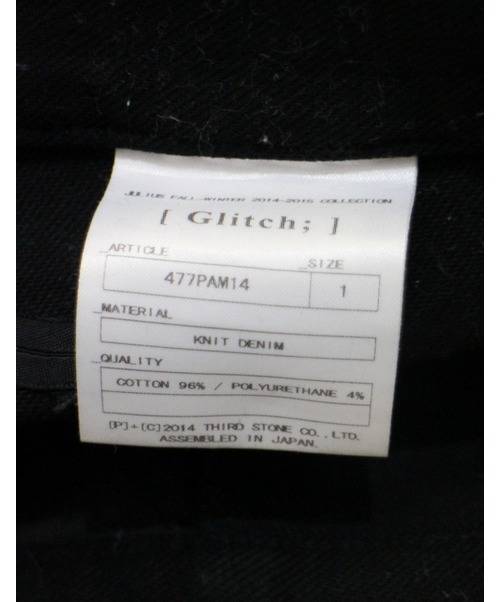 JULIUS FALL-WINTER 2014-2015 COLLECTION
[ Glitch; ]
_ARTICLE _SIZE
477PAM14 1
_MATERIAL
KNIT DENIM
_QUALITY
COTTON 96% / POLYURETHANE 4%
[P]+[C]2014 THIRD STONE CO.,LTD.
ASSEMBLED IN JAPAN.